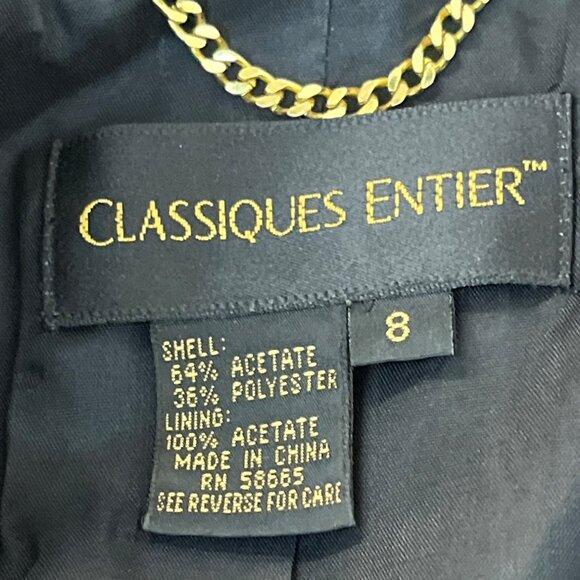 CLASSIQUES ENTIER™
8
SHELL:
64% ACETATE
36% POLYESTER
LINING:
100% ACETATE
MADE IN CHINA
RN 58665
SEE REVERSE FOR CARE